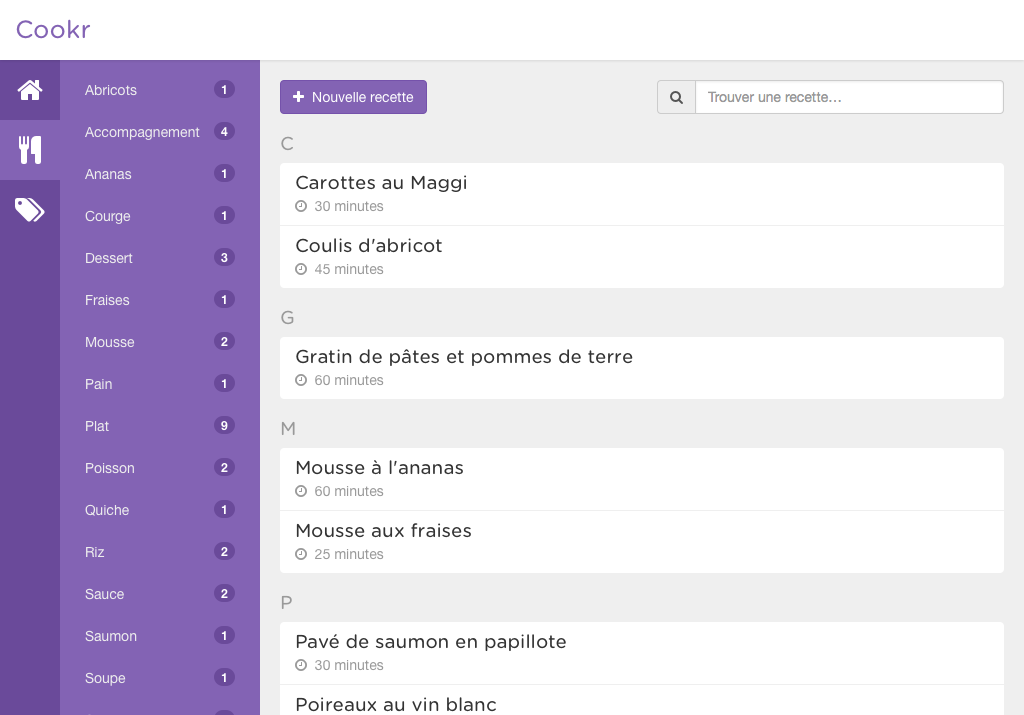 Cookr
Abricots 1
Accompagnement 4
Ananas 1
Courge 1
Dessert 3
Fraises 1
Mousse 2
Pain 1
Plat 9
Poisson 2
Quiche 1
Riz 2
Sauce 2
Saumon 1
Soupe 1
Nouvelle recette
Trouver une recette...
C
Carottes au Maggi
30 minutes
Coulis d'abricot
45 minutes
G
Gratin de pâtes et pommes de terre
60 minutes
M
Mousse à l'ananas
60 minutes
Mousse aux fraises
25 minutes
P
Pavé de saumon en papillote
30 minutes
Poireaux au vin blanc